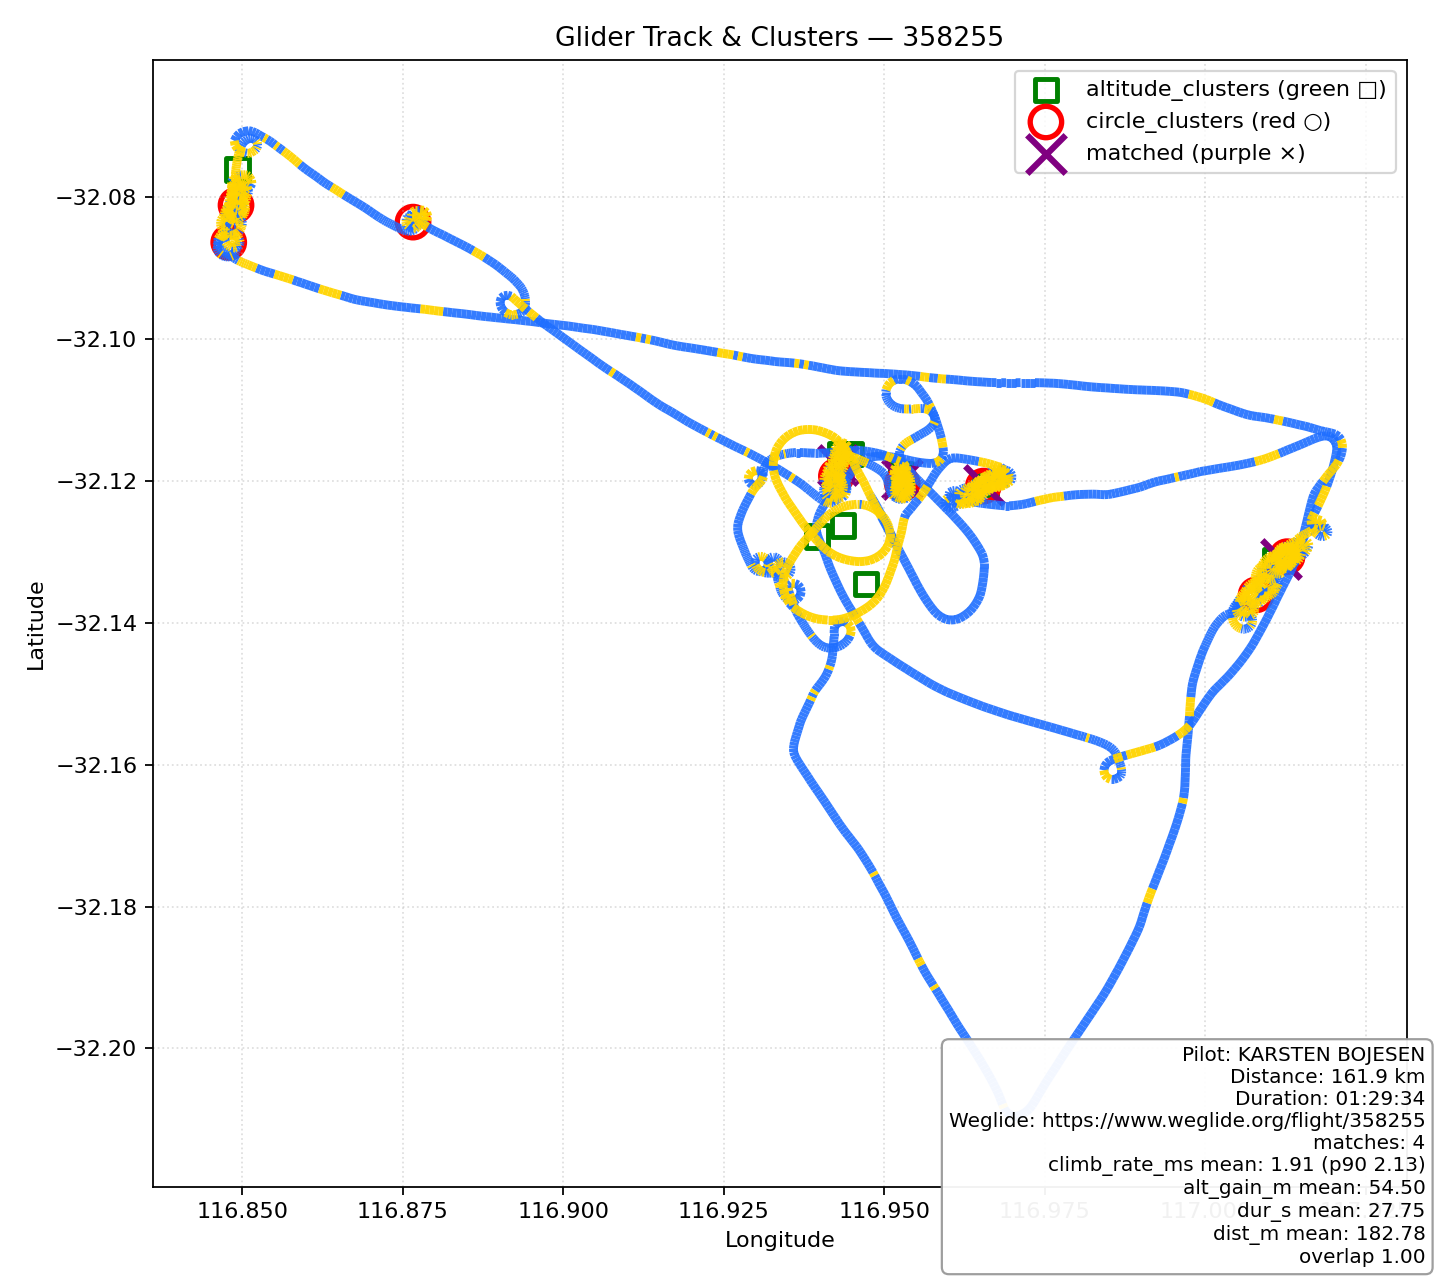 Glider Track & Clusters — 358255
altitude_clusters (green □)
circle_clusters (red ○)
matched (purple ×)
Latitude
−32.08
−32.10
−32.12
−32.14
−32.16
−32.18
−32.20
116.850
116.875
116.900
116.925
116.950
116.975
Longitude
Pilot: KARSTEN BOJESEN
Distance: 161.9 km
Duration: 01:29:34
Weglide: https://www.weglide.org/flight/358255
matches: 4
climb_rate_ms mean: 1.91 (p90 2.13)
alt_gain_m mean: 54.50
dur_s mean: 27.75
dist_m mean: 182.78
overlap 1.00